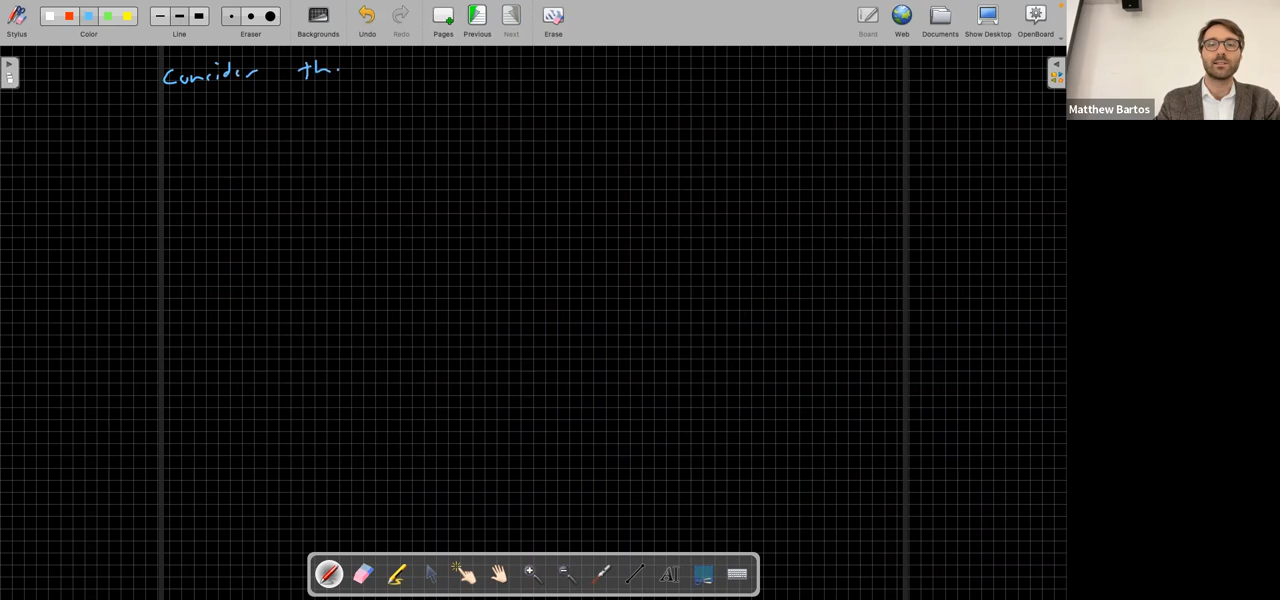 Stylus
Color
Line
Eraser
Backgrounds
Undo
Redo
Pages
Previous
Next
Erase
Board
Web
Documents
Show Desktop
OpenBoard
Consider th
Matthew Bartos
AI